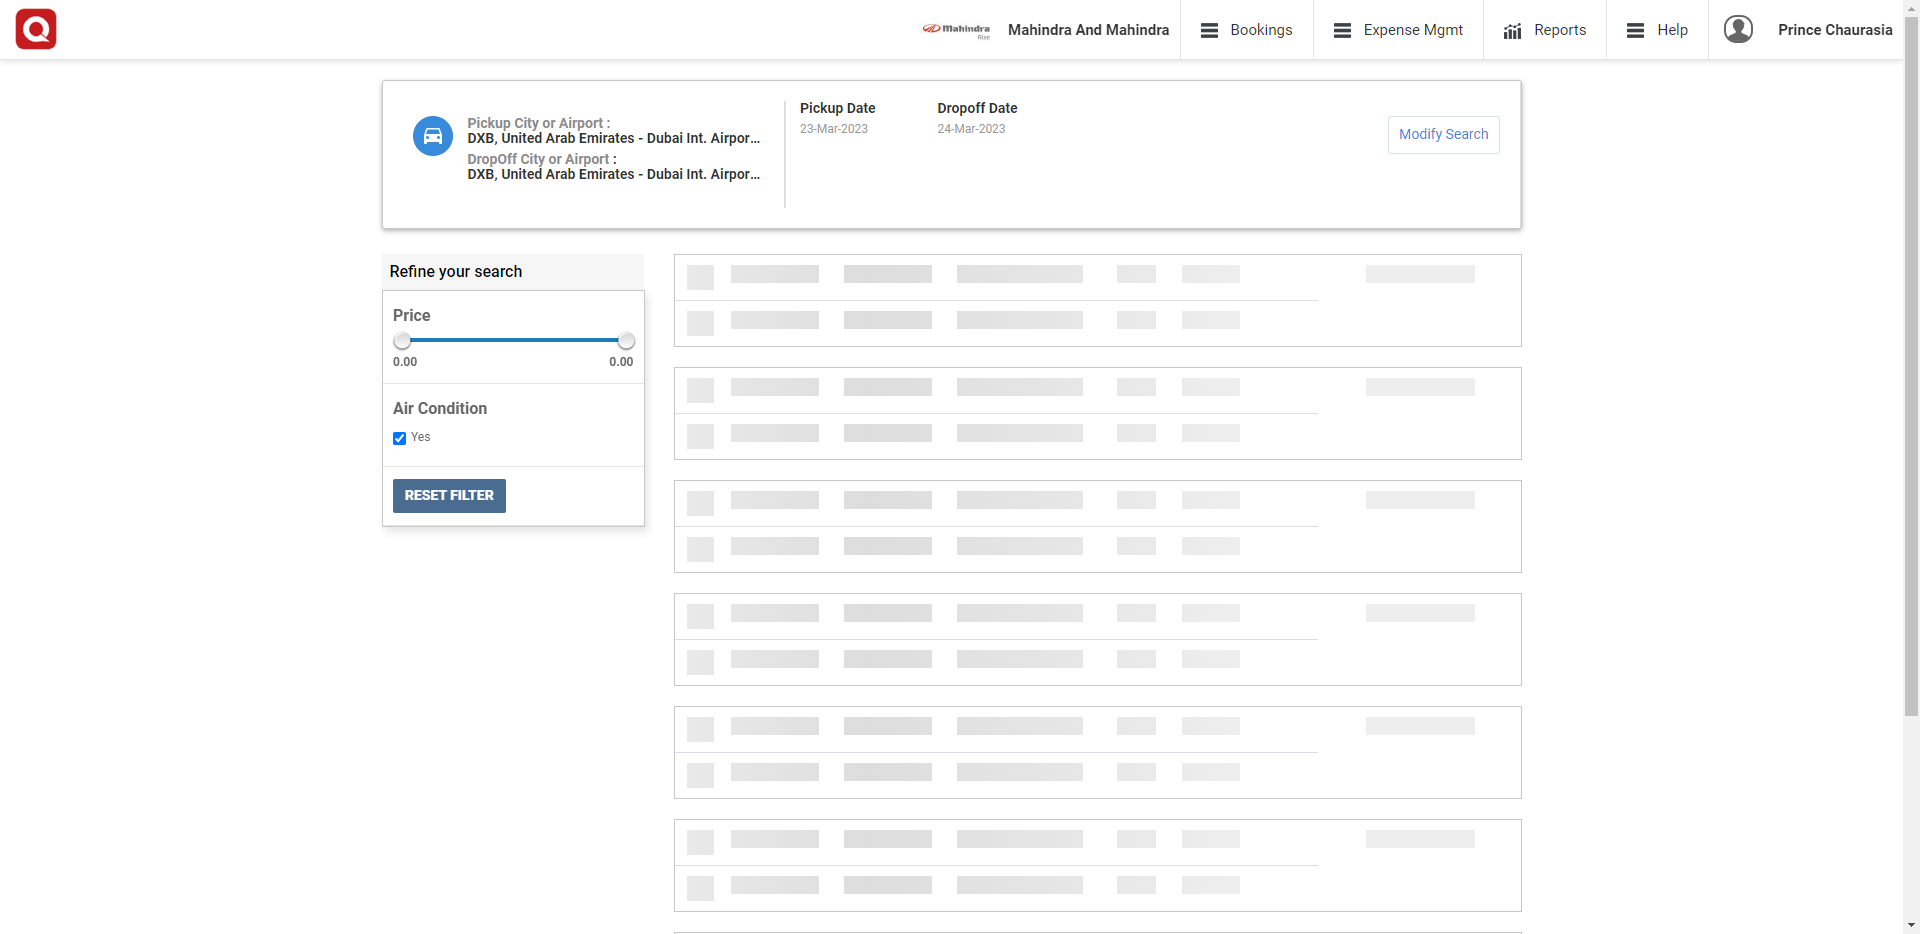 Mahindra
Rise
Mahindra And Mahindra
Bookings
Expense Mgmt
Reports
Help
Prince Chaurasia
Pickup City or Airport :
DXB, United Arab Emirates - Dubai Int. Airpor...
DropOff City or Airport :
DXB, United Arab Emirates - Dubai Int. Airpor...
Pickup Date
23-Mar-2023
Dropoff Date
24-Mar-2023
Modify Search
Refine your search
Price
0.00 0.00
Air Condition
Yes
RESET FILTER